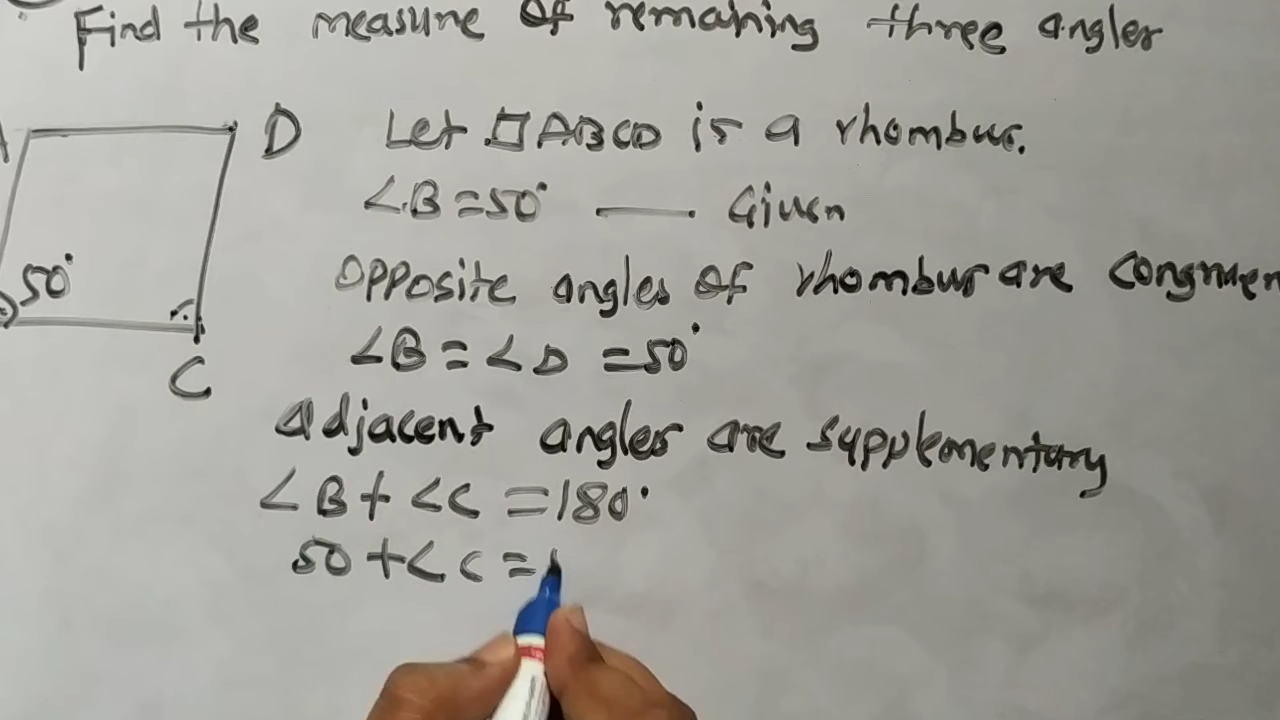 Find the measure of remaining three angles
D
Let □ABCD is a rhombus.
∠B=50° — Given
50°
opposite angles of rhombus are congruen
∠B=∠D=50°
C
adjacent angles are supplementary
∠B+∠C=180°
50+∠C=